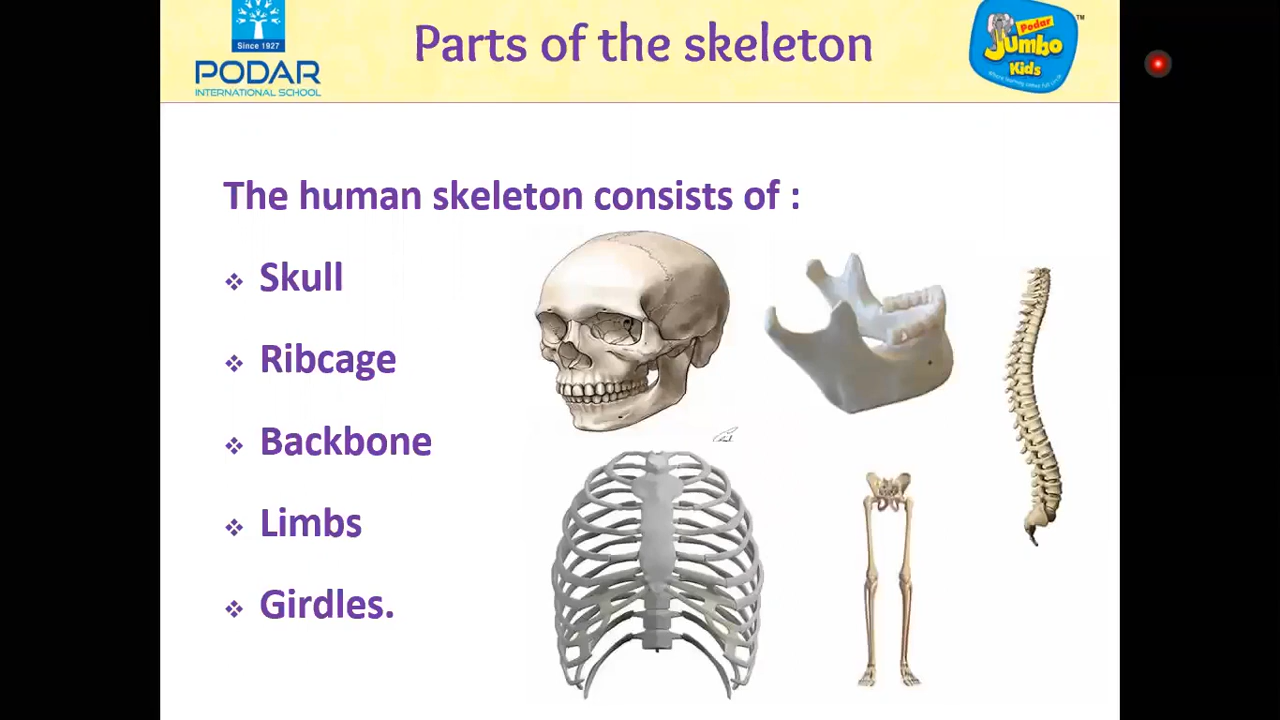 Since 1927
PODAR
INTERNATIONAL SCHOOL
Parts of the skeleton
Podar
Jumbo
Kids
TM
The human skeleton consists of :
Skull
Ribcage
Backbone
Limbs
Girdles.